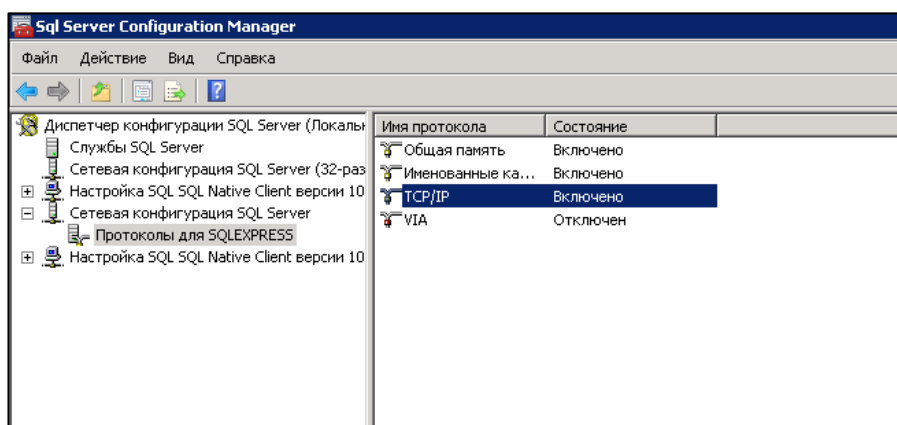 Sql Server Configuration Manager
Файл Действие Вид Справка
Диспетчер конфигурации SQL Server (Локальн
Службы SQL Server
Сетевая конфигурация SQL Server (32-раз
Настройка SQL SQL Native Client версии 10
Сетевая конфигурация SQL Server
Протоколы для SQLEXPRESS
Настройка SQL SQL Native Client версии 10
Имя протокола Состояние
Общая память Включено
Именованные ка... Включено
TCP/IP Включено
VIA Отключен